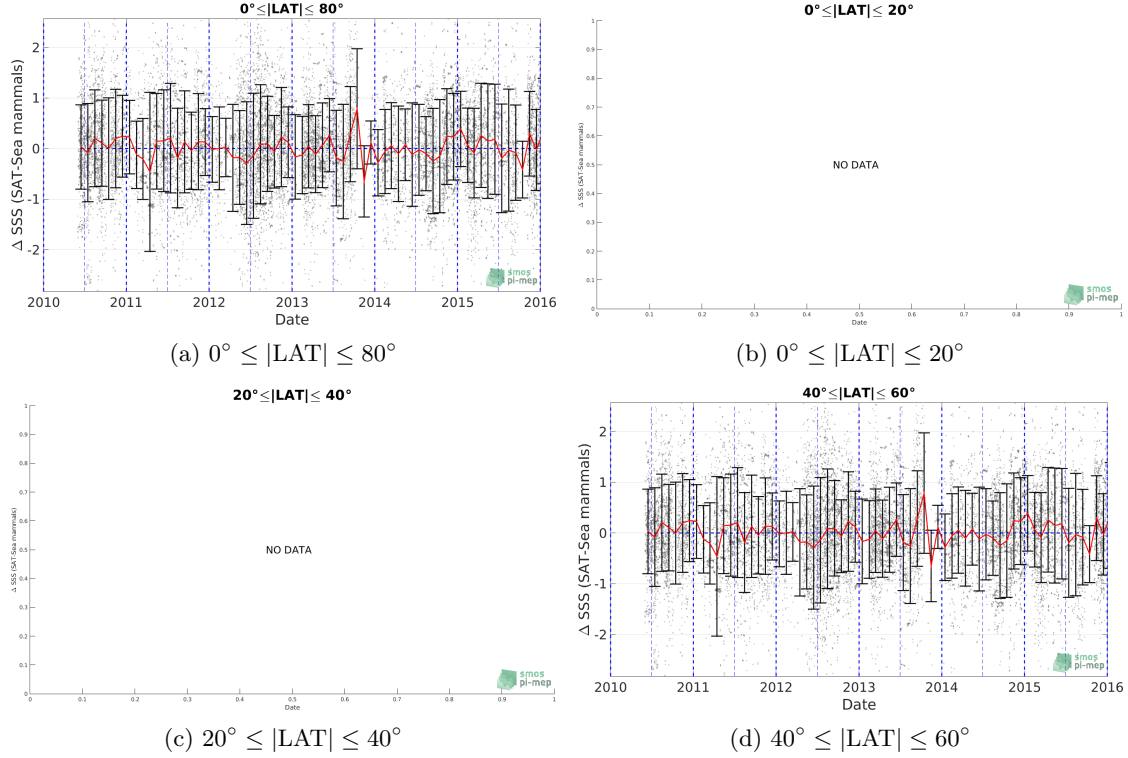 0°≤|LAT|≤ 80°
2
1
0
-1
-2
Δ SSS (SAT-Sea mammals)
2010 2011 2012 2013 2014 2015 2016
Date
smos
pi-mep
(a) 0° ≤ |LAT| ≤ 80°
0°≤|LAT|≤ 20°
1
0.9
0.8
0.7
0.6
0.5
0.4
0.3
0.2
0.1
0
Δ SSS (SAT-Sea mammals)
NO DATA
0 0.1 0.2 0.3 0.4 0.5 0.6 0.7 0.8 0.9 1
Date
smos
pi-mep
(b) 0° ≤ |LAT| ≤ 20°
20°≤|LAT|≤ 40°
1
0.9
0.8
0.7
0.6
0.5
0.4
0.3
0.2
0.1
0
Δ SSS (SAT-Sea mammals)
NO DATA
0 0.1 0.2 0.3 0.4 0.5 0.6 0.7 0.8 0.9 1
Date
smos
pi-mep
(c) 20° ≤ |LAT| ≤ 40°
40°≤|LAT|≤ 60°
2
1
0
-1
-2
Δ SSS (SAT-Sea mammals)
2010 2011 2012 2013 2014 2015 2016
Date
smos
pi-mep
(d) 40° ≤ |LAT| ≤ 60°